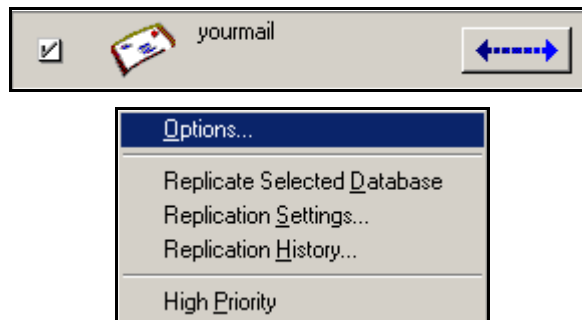 yourmail
Options...
Replicate Selected Database
Replication Settings...
Replication History...
High Priority